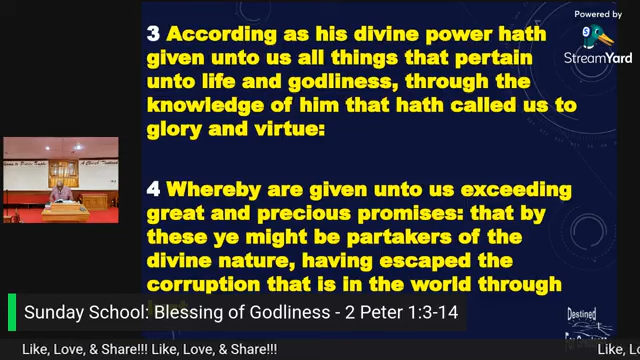 Powered by
StreamYard
3 According as his divine power hath
given unto us all things that pertain
unto life and godliness, through the
knowledge of him that hath called us to
glory and virtue:
4 Whereby are given unto us exceeding
great and precious promises: that by
these ye might be partakers of the
divine nature, having escaped the
corruption that is in the world through
Sunday School: Blessing of Godliness - 2 Peter 1:3-14
Destined
Like, Love, & Share!!! Like, Love, & Share!!!
Like, Lo